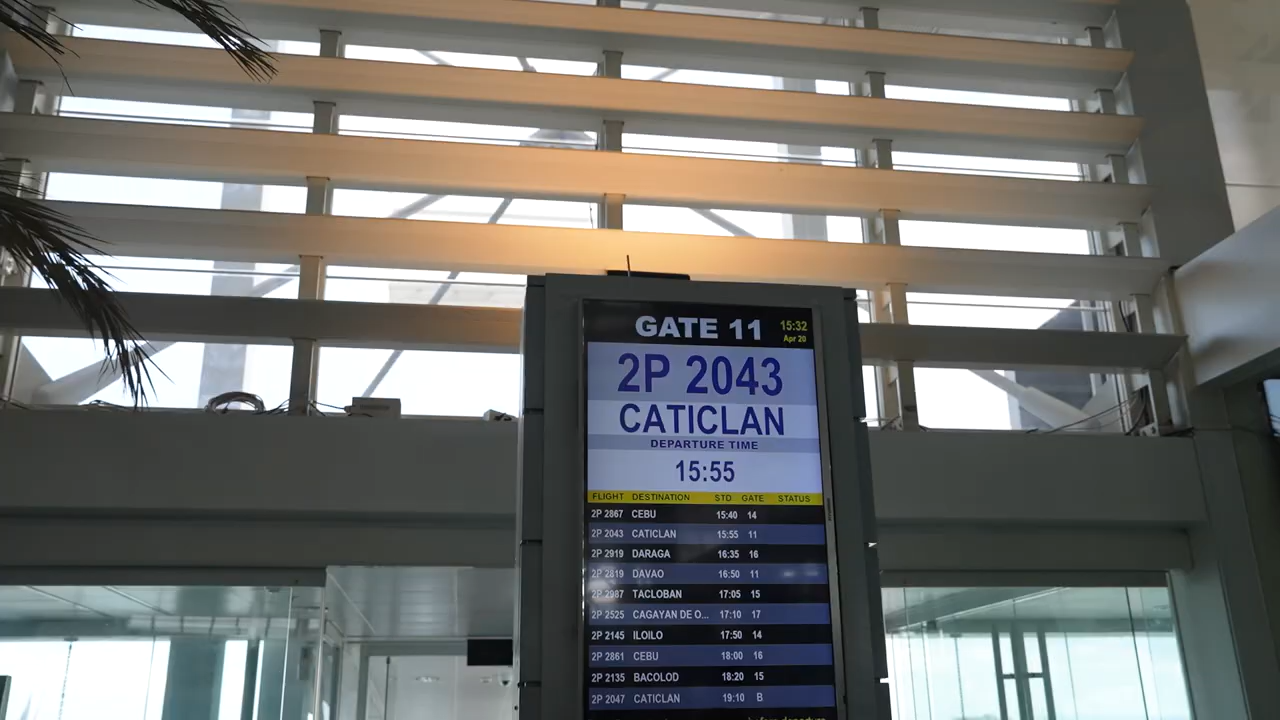 GATE 11
15:32
Apr 20
2P 2043
CATICLAN
DEPARTURE TIME
15:55
FLIGHT DESTINATION STD GATE STATUS
2P 2867 CEBU 15:40 14
2P 2043 CATICLAN 15:55 11
2P 2919 DARAGA 16:35 16
2P 2819 DAVAO 16:50 11
2P 2987 TACLOBAN 17:05 15
2P 2525 CAGAYAN DE O... 17:10 17
2P 2145 ILOILO 17:50 14
2P 2861 CEBU 18:00 16
2P 2135 BACOLOD 18:20 15
2P 2047 CATICLAN 19:10 B
before departure